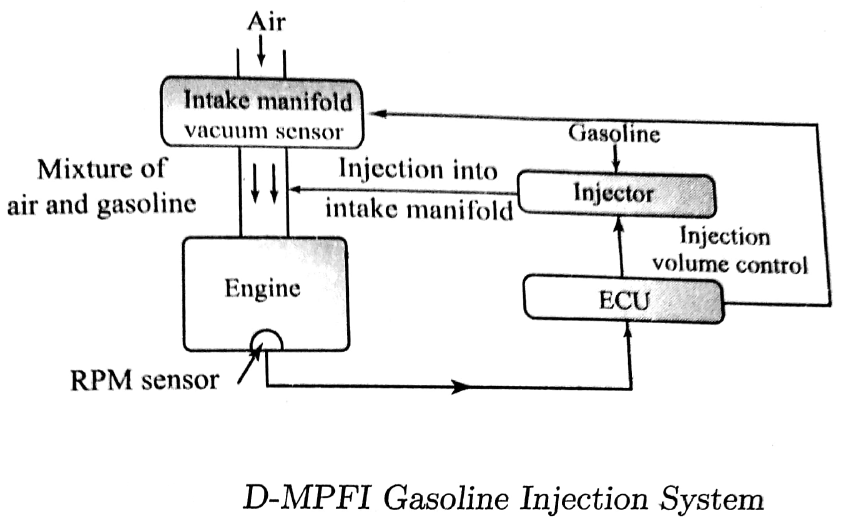 Air
Intake manifold
vacuum sensor
Gasoline
Mixture of
air and gasoline
Injection into
intake manifold
Injector
Injection
volume control
Engine
ECU
RPM sensor
D-MPFI Gasoline Injection System